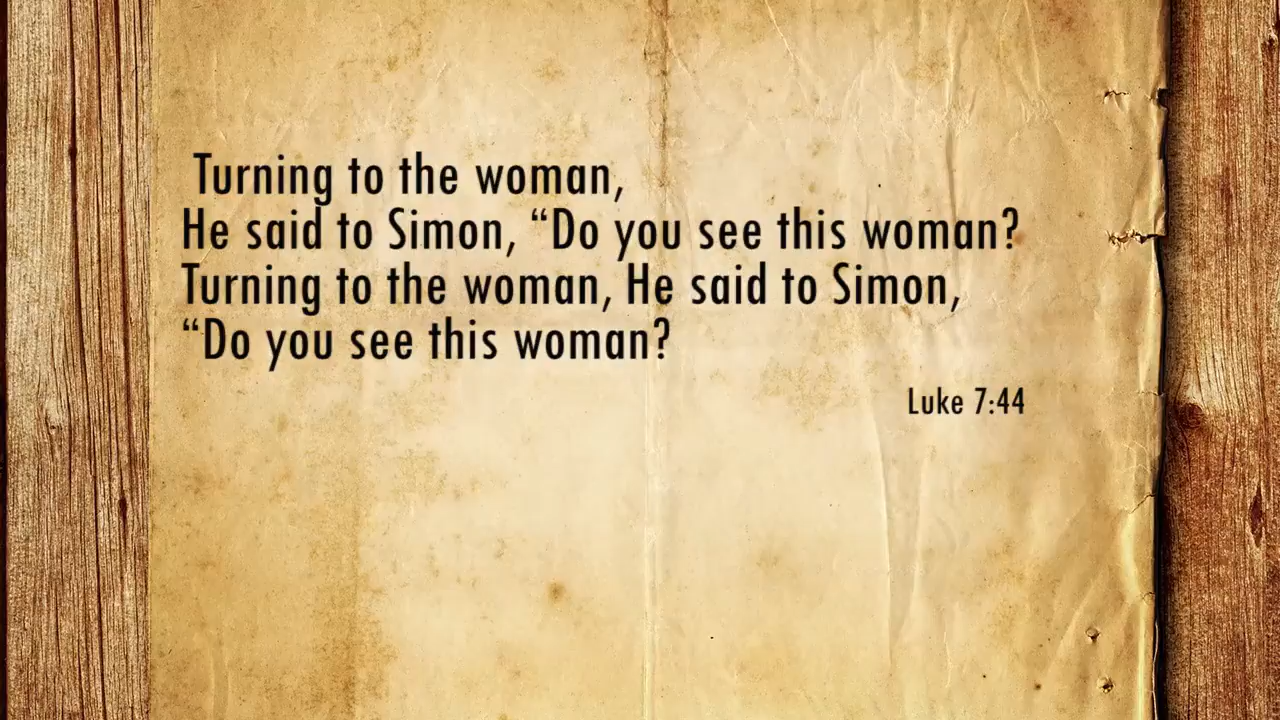 Turning to the woman,
He said to Simon, “Do you see this woman?
Turning to the woman, He said to Simon,
“Do you see this woman?
Luke 7:44